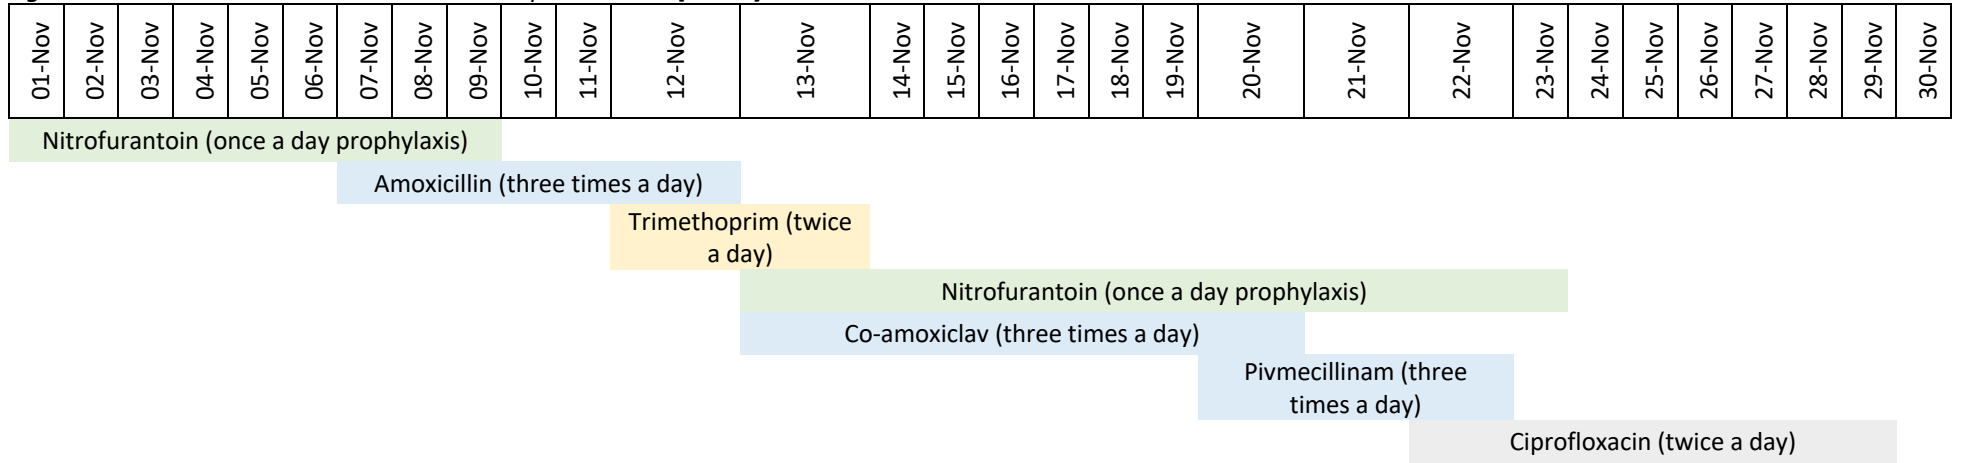 01-Nov
02-Nov
03-Nov
04-Nov
05-Nov
06-Nov
07-Nov
08-Nov
09-Nov
10-Nov
11-Nov
12-Nov
13-Nov
14-Nov
15-Nov
16-Nov
17-Nov
18-Nov
19-Nov
20-Nov
21-Nov
22-Nov
23-Nov
24-Nov
25-Nov
26-Nov
27-Nov
28-Nov
29-Nov
30-Nov
Nitrofurantoin (once a day prophylaxis)
Amoxicillin (three times a day)
Trimethoprim (twice
a day)
Nitrofurantoin (once a day prophylaxis)
Co-amoxiclav (three times a day)
Pivmecillinam (three
times a day)
Ciprofloxacin (twice a day)